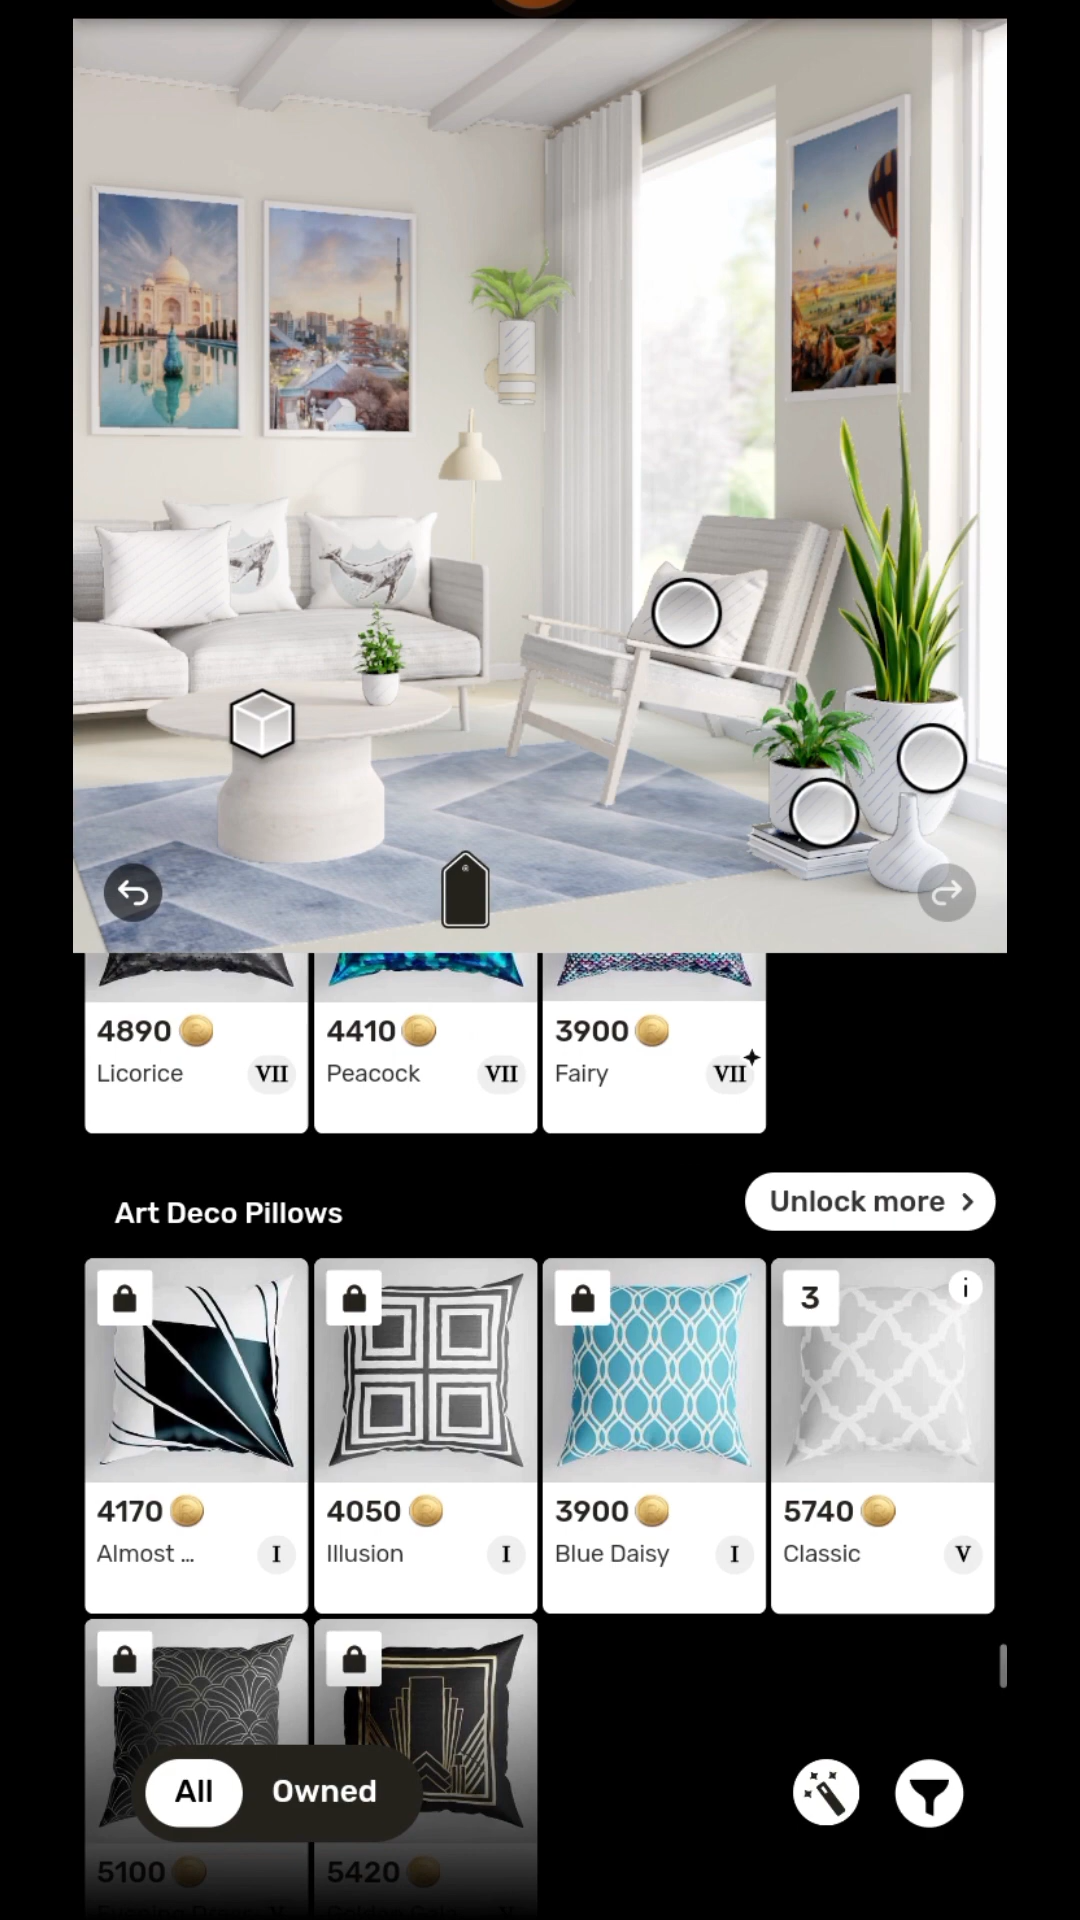 4890
4410
3900
Licorice
VII
Peacock
VII
Fairy
VII
Art Deco Pillows
Unlock more
3
i
4170
4050
3900
5740
Almost ...
I
Illusion
I
Blue Daisy
I
Classic
V
All
Owned
5100
5420